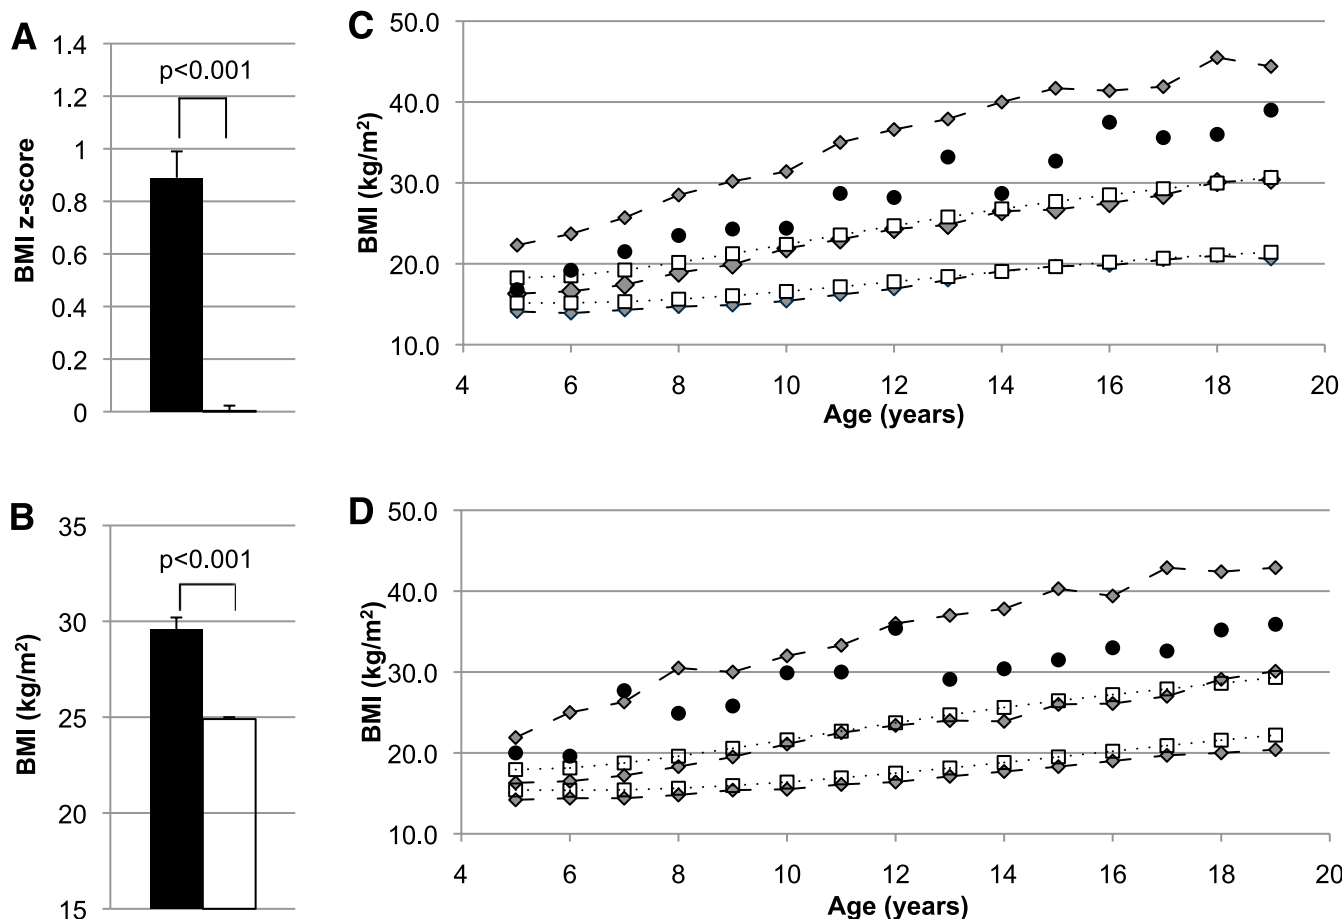 A
1.4
p<0.001
1.2
1
0.8
0.6
0.4
0.2
0
BMI z-score
C
50.0
40.0
30.0
20.0
10.0
BMI (kg/m²)
4 6 8 10 12 14 16 18 20
Age (years)
B
35
p<0.001
30
25
20
15
BMI (kg/m²)
D
50.0
40.0
30.0
20.0
10.0
BMI (kg/m²)
4 6 8 10 12 14 16 18 20
Age (years)